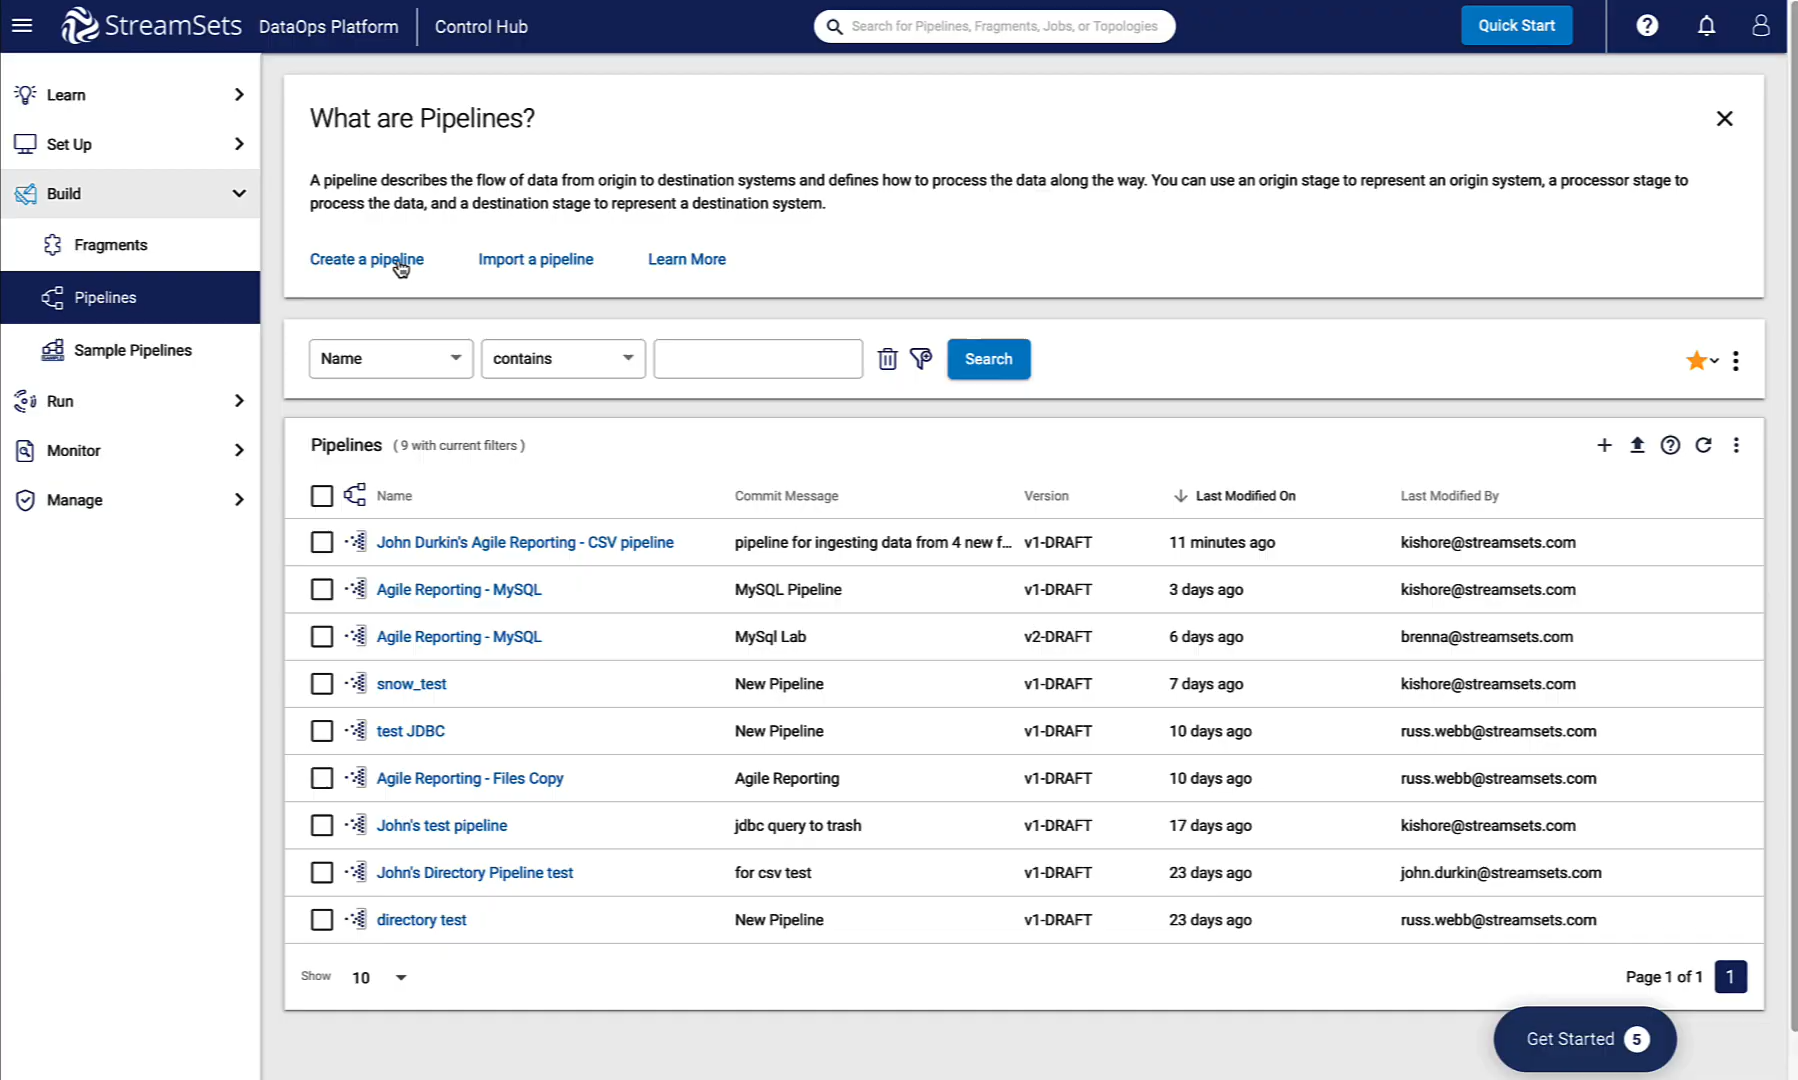 StreamSets DataOps Platform Control Hub
Search for Pipelines, Fragments, Jobs, or Topologies
Quick Start
Learn
Set Up
Build
Fragments
Pipelines
Sample Pipelines
Run
Monitor
Manage
What are Pipelines?
A pipeline describes the flow of data from origin to destination systems and defines how to process the data along the way. You can use an origin stage to represent an origin system, a processor stage to
process the data, and a destination stage to represent a destination system.
Create a pipeline Import a pipeline Learn More
Name contains Search
Pipelines ( 9 with current filters )
Name Commit Message Version Last Modified On Last Modified By
John Durkin's Agile Reporting - CSV pipeline pipeline for ingesting data from 4 new f... v1-DRAFT 11 minutes ago kishore@streamsets.com
Agile Reporting - MySQL MySQL Pipeline v1-DRAFT 3 days ago kishore@streamsets.com
Agile Reporting - MySQL MySql Lab v2-DRAFT 6 days ago brenna@streamsets.com
snow_test New Pipeline v1-DRAFT 7 days ago kishore@streamsets.com
test JDBC New Pipeline v1-DRAFT 10 days ago russ.webb@streamsets.com
Agile Reporting - Files Copy Agile Reporting v1-DRAFT 10 days ago russ.webb@streamsets.com
John's test pipeline jdbc query to trash v1-DRAFT 17 days ago kishore@streamsets.com
John's Directory Pipeline test for csv test v1-DRAFT 23 days ago john.durkin@streamsets.com
directory test New Pipeline v1-DRAFT 23 days ago russ.webb@streamsets.com
Show 10 Page 1 of 1 1
Get Started 5